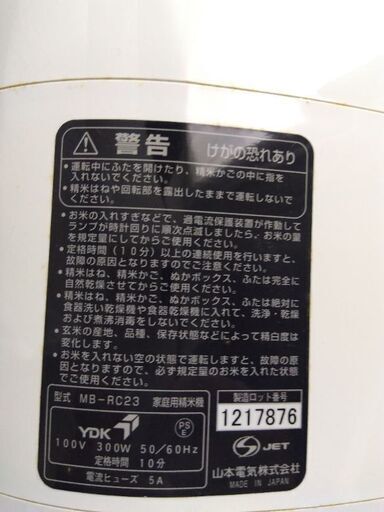 警告 けがの恐れあり
●運転中にふたを開けたり、精米かごの中に指を
入れないでください。
●精米はねや回転部を露出したままで運転しないで
ください。
●お米の入れすぎなどで、過電流保護装置が作動して
ランプが時計回りに順次点滅しましたら、お米の量
を規定量にしてからご使用ください。
●定格時間（10分）以上の連続使用を行いますと、
故障の原因となりますのでご注意ください。
●精米はね、精米かご、ぬかボックス、ふたは完全に
自然乾燥させてからご使用ください。
●精米はね、精米かご、ぬかボックス、ふたは絶対に
食器洗い乾燥機や食器乾燥機に入れて、洗浄・乾燥
および煮沸消毒をしないでください。
●玄米の産地、品種、保存状態などによって精白度は
変化します。
●お米を入れない空の状態で運転しますと、故障
の原因となりますので、必ず規定量のお米を入れて
ご使用ください。
型式 MB-RC23 家庭用精米機
YDK
PS
E
100V 300W 50/60Hz
定格時間 10分
電流ヒューズ 5A
製造ロット番号
1217876
JET
山本電気株式会社
MADE IN JAPAN